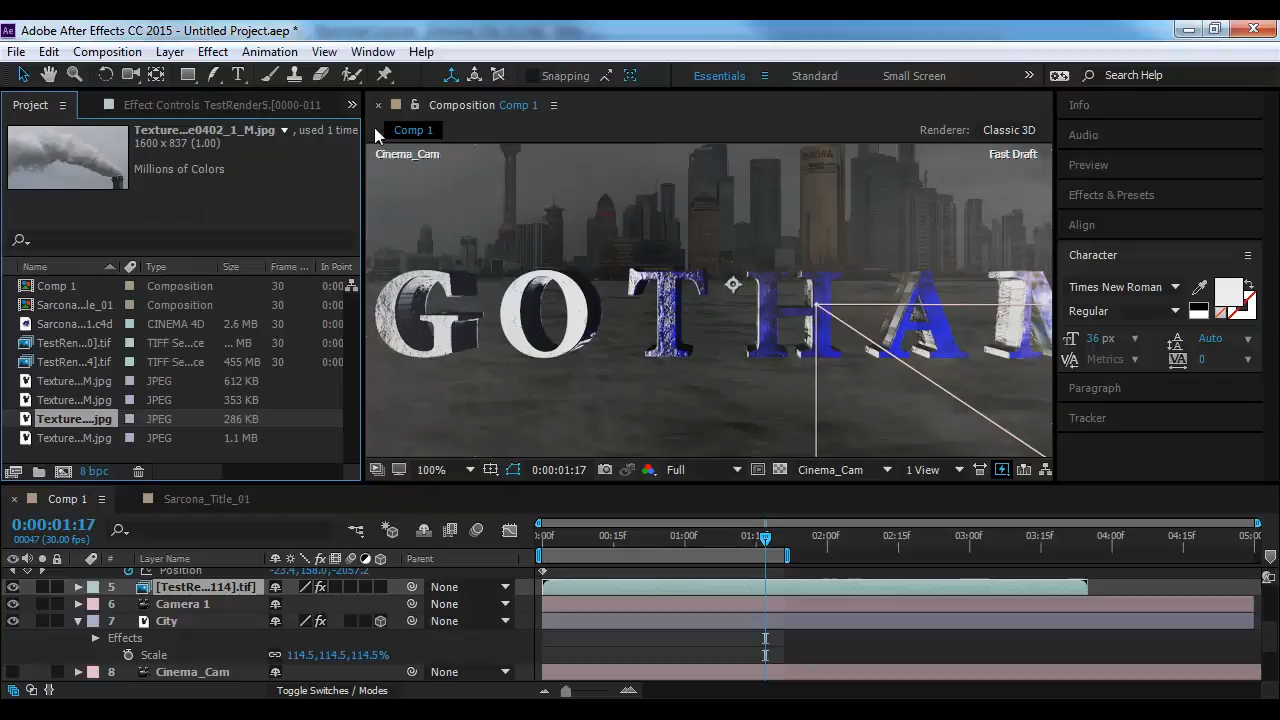 Ae Adobe After Effects CC 2015 - Untitled Project.aep *
File Edit Composition Layer Effect Animation View Window Help
T Snapping Essentials Standard Small Screen Search Help
Project Effect Controls TestRender5.[0000-011
Texture...e0402_1_M.jpg , used 1 time
1600 x 837 (1.00)
Millions of Colors
Name Type Size Frame ... In Point
Comp 1 Composition 30 0:00
Sarcona...le_01 Composition 30 0:00
Sarcona...1.c4d CINEMA 4D 2.6 MB 30 0:00
TestRen...0].tif TIFF Se...ce ... MB 30 0:00
TestRen...4].tif TIFF Se...ce 455 MB 30 0:00
Texture...M.jpg JPEG 612 KB
Texture...M.jpg JPEG 353 KB
Texture....jpg JPEG 286 KB
Texture...M.jpg JPEG 1.1 MB
8 bpc
Composition Comp 1
Comp 1 Renderer: Classic 3D
Cinema_Cam Fast Draft
GOTHAM
100% 0:00:01:17 Full Cinema_Cam 1 View
Info
Audio
Preview
Effects & Presets
Align
Character
Times New Roman
Regular
36 px Auto
Metrics 0
Paragraph
Tracker
Comp 1 Sarcona_Title_01
0:00:01:17
00047 (30.00 fps)
:00f 00:15f 01:00f 01:1 02:00f 02:15f 03:00f 03:15f 04:00f 04:15f 05:0
# Layer Name Parent
Position -23.4,158.0,-2057.2
5 [TestRe...114].tif None
6 Camera 1 None
7 City None
Effects
Scale 114.5,114.5,114.5%
8 Cinema_Cam None
Toggle Switches / Modes